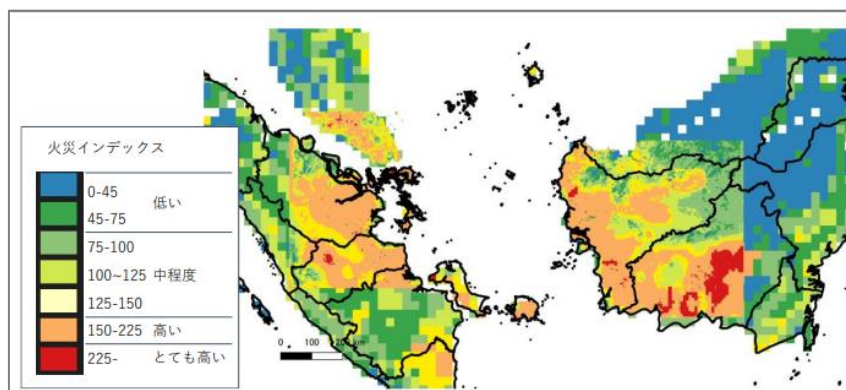 火災インデックス
0-45
低い
45-75
75-100
100~125 中程度
125-150
150-225 高い
225- とても高い
0 100 200 km